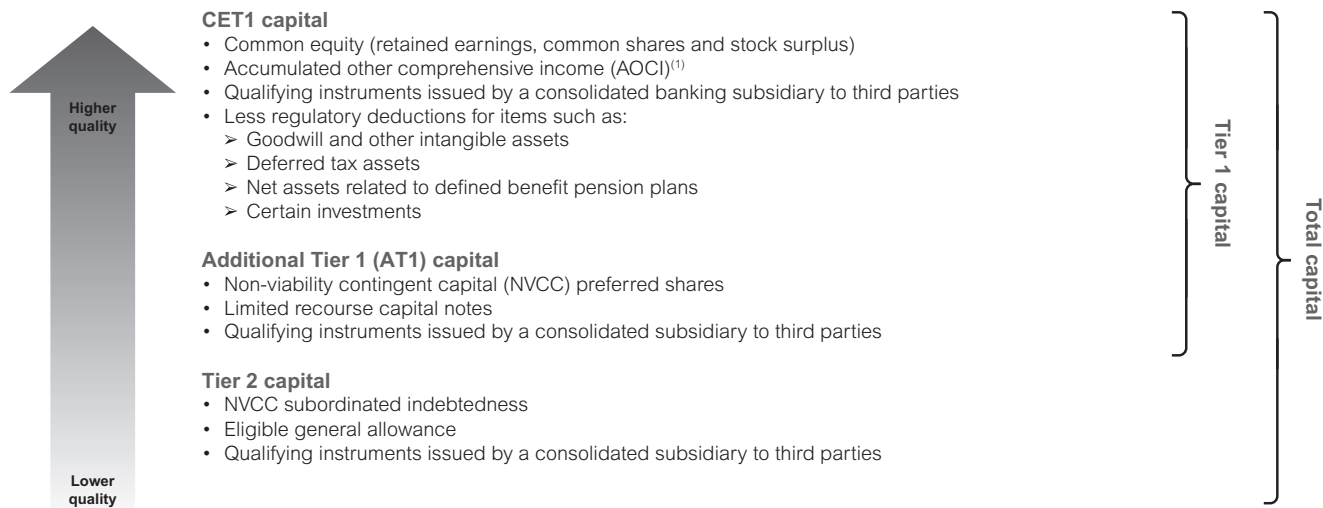 CET1 capital
• Common equity (retained earnings, common shares and stock surplus)
• Accumulated other comprehensive income (AOCI)(1)
• Qualifying instruments issued by a consolidated banking subsidiary to third parties
• Less regulatory deductions for items such as:
➢ Goodwill and other intangible assets
➢ Deferred tax assets
➢ Net assets related to defined benefit pension plans
➢ Certain investments
Additional Tier 1 (AT1) capital
• Non-viability contingent capital (NVCC) preferred shares
• Limited recourse capital notes
• Qualifying instruments issued by a consolidated subsidiary to third parties
Tier 2 capital
• NVCC subordinated indebtedness
• Eligible general allowance
• Qualifying instruments issued by a consolidated subsidiary to third parties
Higher
quality
Lower
quality
Tier 1 capital
Total capital